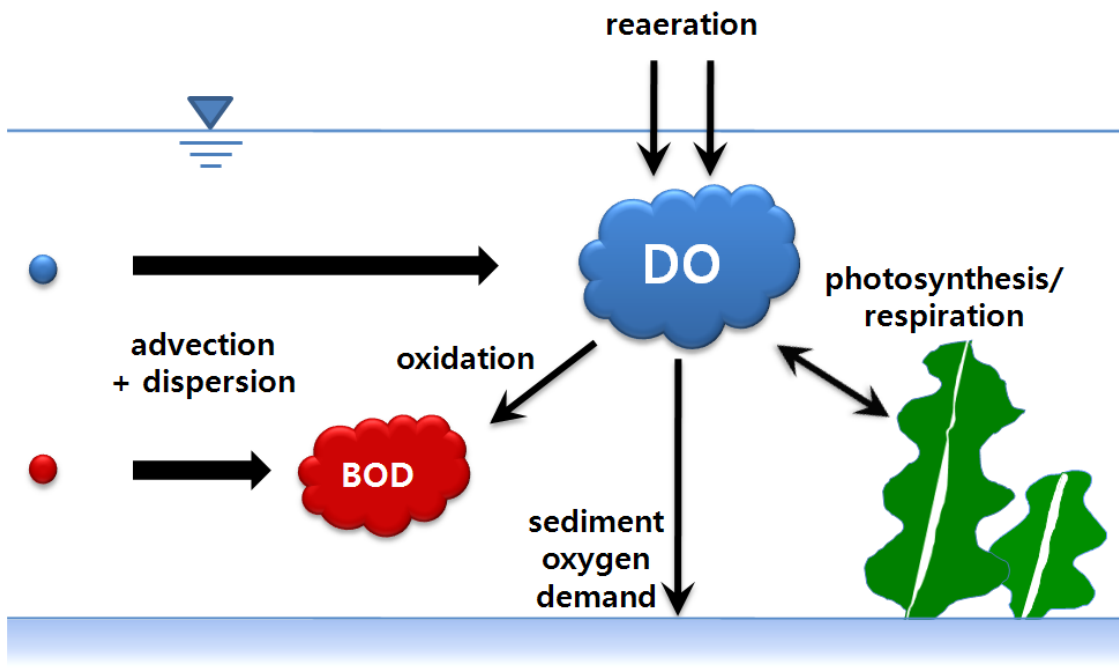 reaeration
DO
photosynthesis/
respiration
advection
+ dispersion
oxidation
BOD
sediment
oxygen
demand